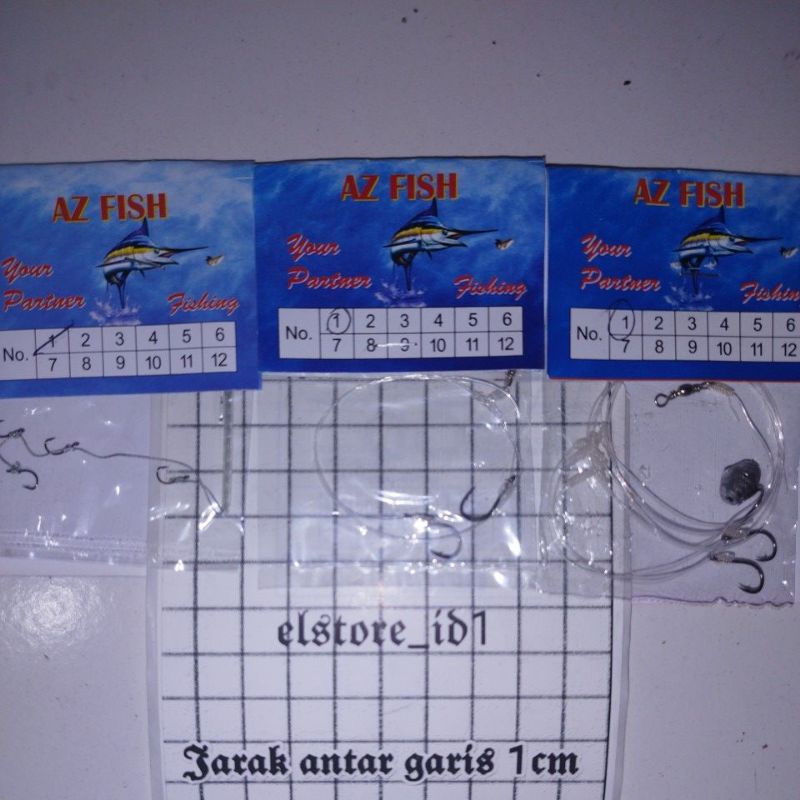 AZ FISH
Your
Partner
Fishing
No. 1 2 3 4 5 6
7 8 9 10 11 12
AZ FISH
Your
Partner
Fishing
No. 1 2 3 4 5 6
7 8 9 10 11 12
AZ FISH
Your
Partner
Fishin
No. 1 2 3 4 5 6
7 8 9 10 11 12
elstore_id1
Jarak antar garis 1cm